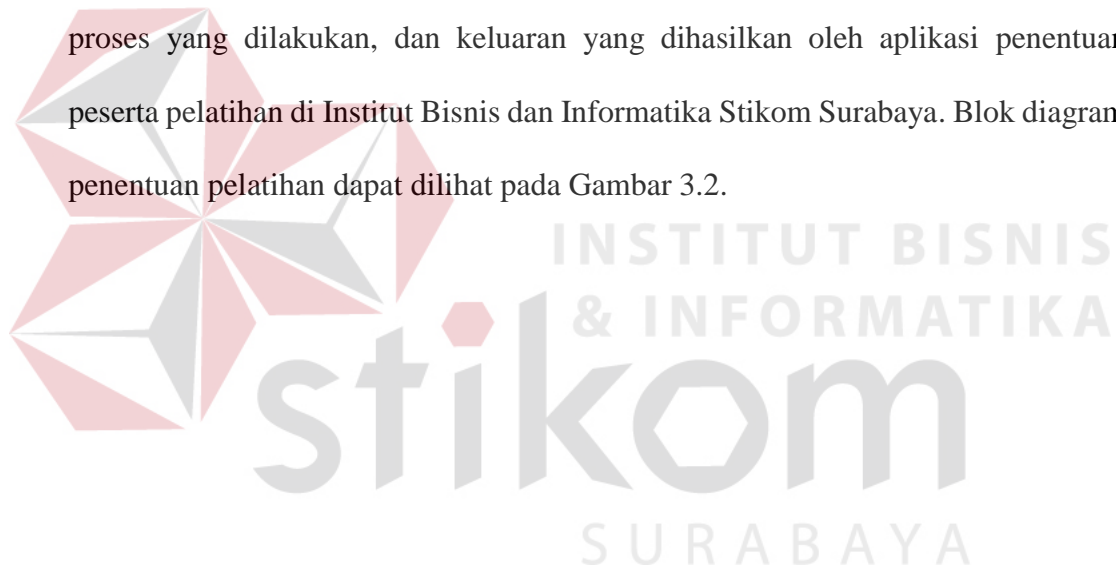 proses yang dilakukan, dan keluaran yang dihasilkan oleh aplikasi penentuan
peserta pelatihan di Institut Bisnis dan Informatika Stikom Surabaya. Blok diagram
penentuan pelatihan dapat dilihat pada Gambar 3.2.
INSTITUT BISNIS
& INFORMATIKA
stikom
SURABAYA